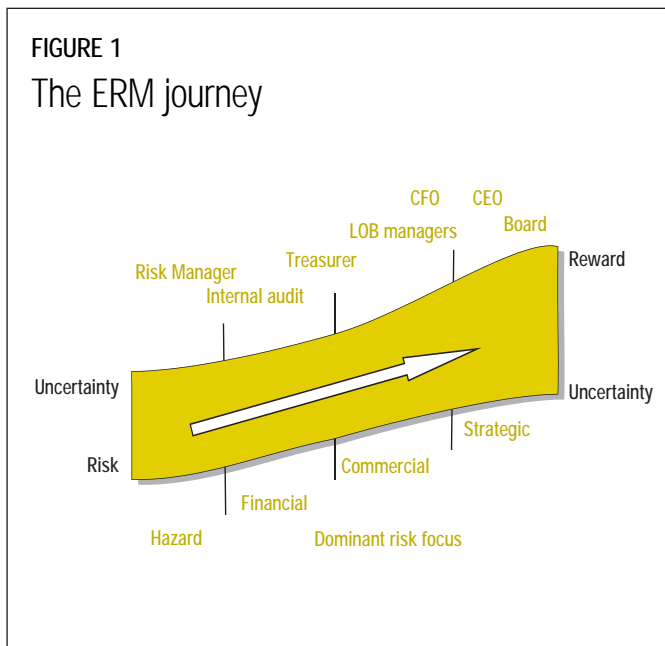 FIGURE 1
The ERM journey
CFO CEO
LOB managers Board
Treasurer
Risk Manager
Internal audit
Reward
Uncertainty
Uncertainty
Risk
Strategic
Commercial
Financial
Hazard
Dominant risk focus